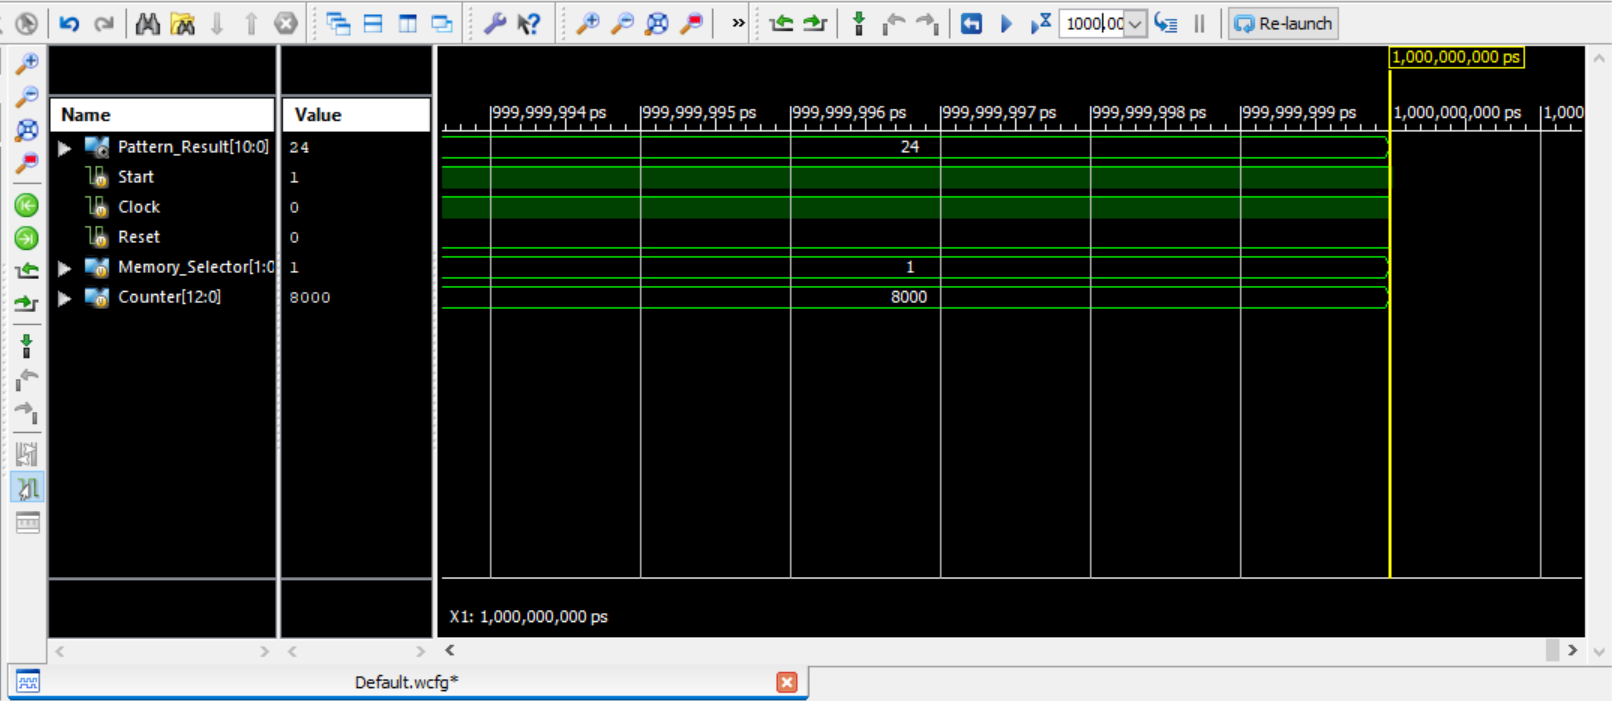 » 1000,00 Re-launch
1,000,000,000 ps
Name Value
999,999,994 ps 999,999,995 ps 999,999,996 ps 999,999,997 ps 999,999,998 ps 999,999,999 ps 1,000,000,000 ps 1,000
Pattern_Result[10:0] 24 24
Start 1
Clock 0
Reset 0
Memory_Selector[1:0 1 1
Counter[12:0] 8000 8000
X1: 1,000,000,000 ps
Default.wcfg*